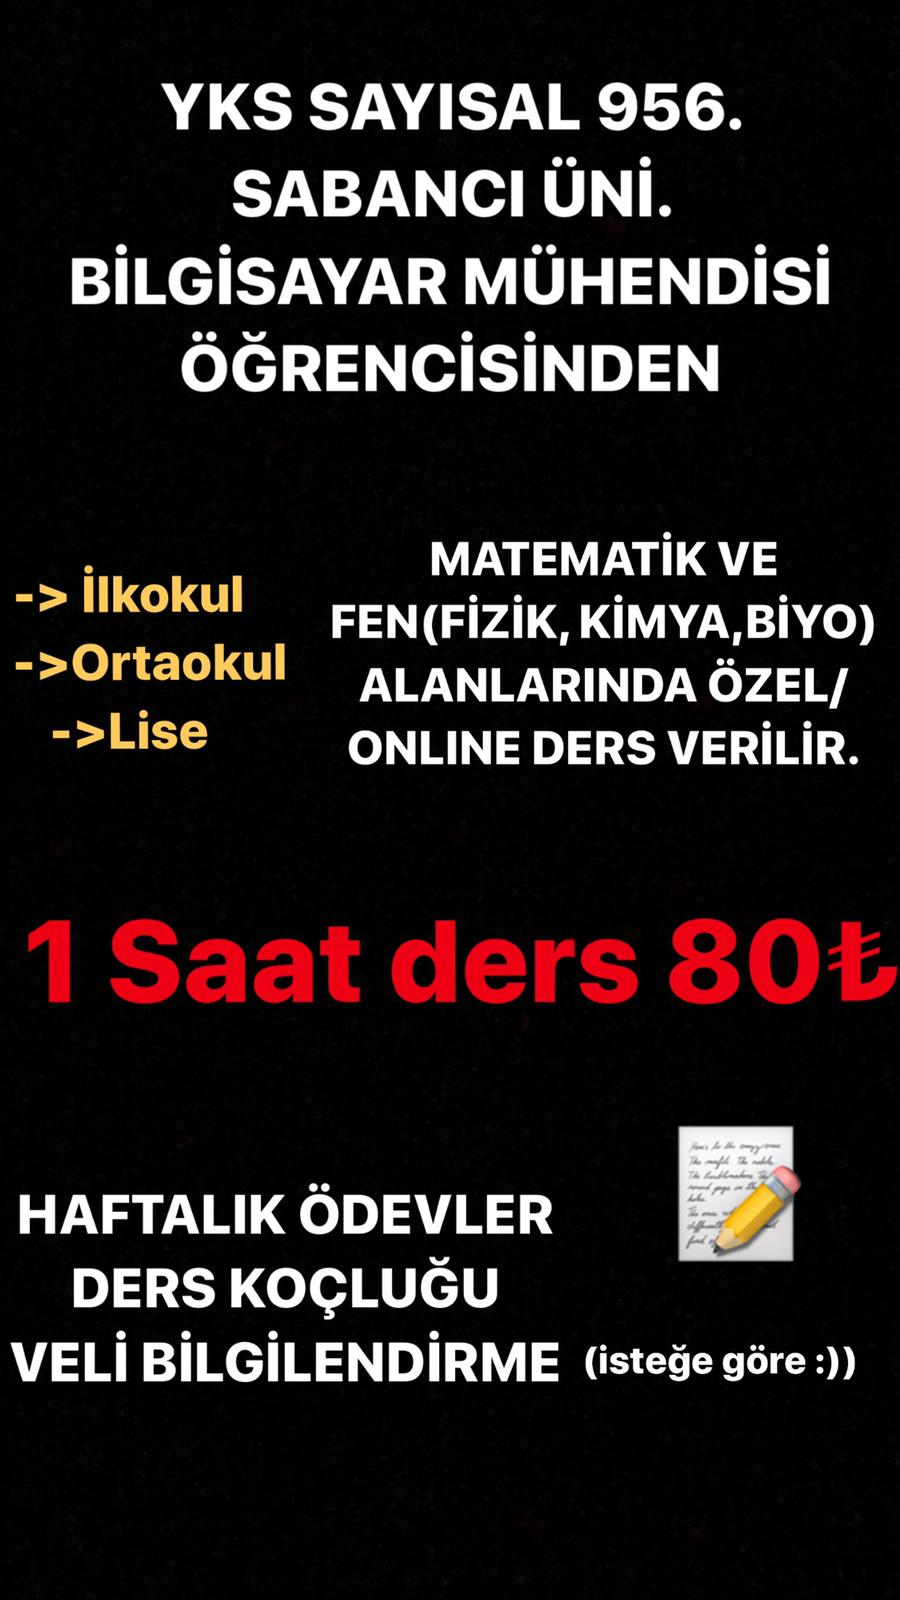 YKS SAYISAL 956.
SABANCI ÜNİ.
BİLGİSAYAR MÜHENDİSİ
ÖĞRENCİSİNDEN
-> İlkokul
->Ortaokul
->Lise
MATEMATİK VE
FEN(FİZİK, KİMYA,BİYO)
ALANLARINDA ÖZEL/
ONLINE DERS VERİLİR.
1 Saat ders 80₺
HAFTALIK ÖDEVLER
DERS KOÇLUĞU
VELİ BİLGİLENDİRME (isteğe göre :))